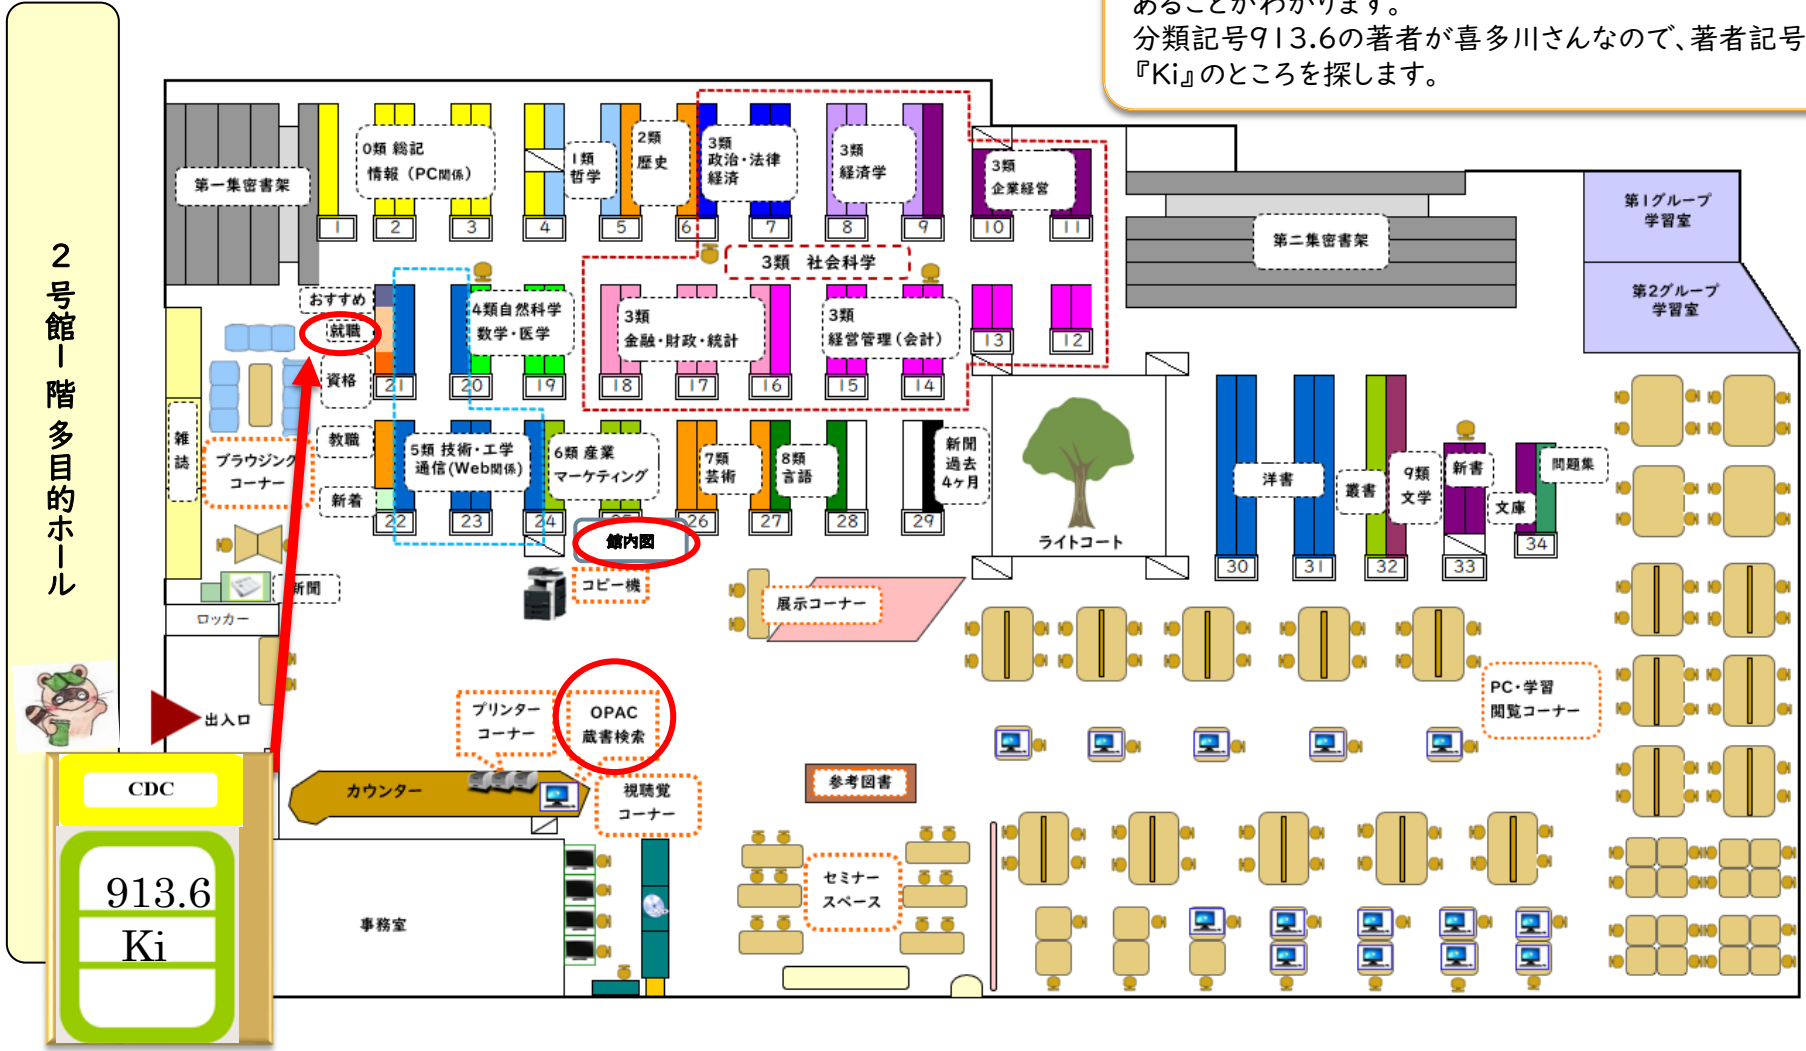 あることがわかります。
分類記号913.6の著者が喜多川さんなので、著者記号
『Ki』のところを探します。
2号館1階 多目的ホール
第一集密書架
0類 総記
情報（PC関係）
1類
哲学
2類
歴史
3類
政治・法律
経済
3類
経済学
3類
企業経営
第二集密書架
第1グループ
学習室
第2グループ
学習室
1
2
3
4
5
6
7
8
9
10
11
3類 社会科学
おすすめ
就職
資格
4類自然科学
数学・医学
3類
金融・財政・統計
3類
経営管理（会計）
21
20
19
18
17
16
15
14
13
12
雑誌
ブラウジング
コーナー
教職
新着
5類 技術・工学
通信(Web関係)
6類 産業
マーケティング
7類
芸術
8類
言語
新聞
過去
4ヶ月
22
23
24
25
26
27
28
29
ライトコート
洋書
叢書
9類
文学
新書
文庫
問題集
30
31
32
33
34
館内図
コピー機
新聞
ロッカー
展示コーナー
出入口
プリンター
コーナー
OPAC
蔵書検索
PC・学習
閲覧コーナー
カウンター
視聴覚
コーナー
参考図書
セミナー
スペース
事務室
CDC
913.6
Ki